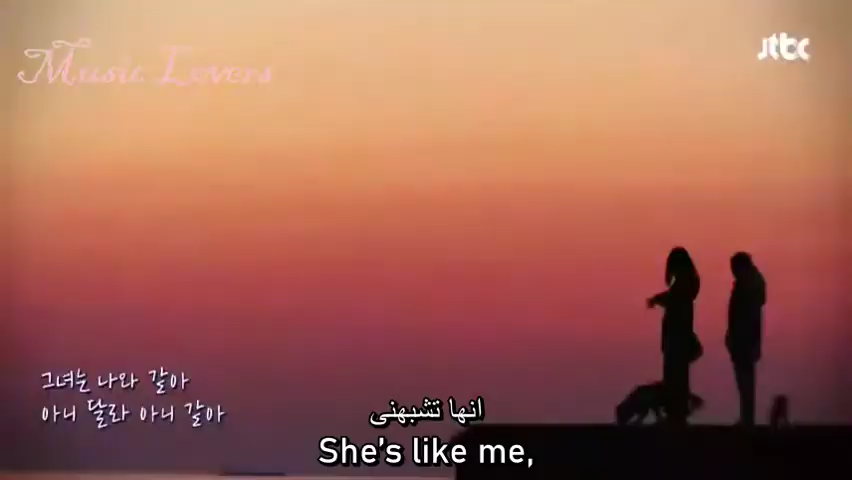 Music Lovers
jtbc
그녀는 나와 같아
아니 달라 아니 같아
انها تشبهنى
She's like me,